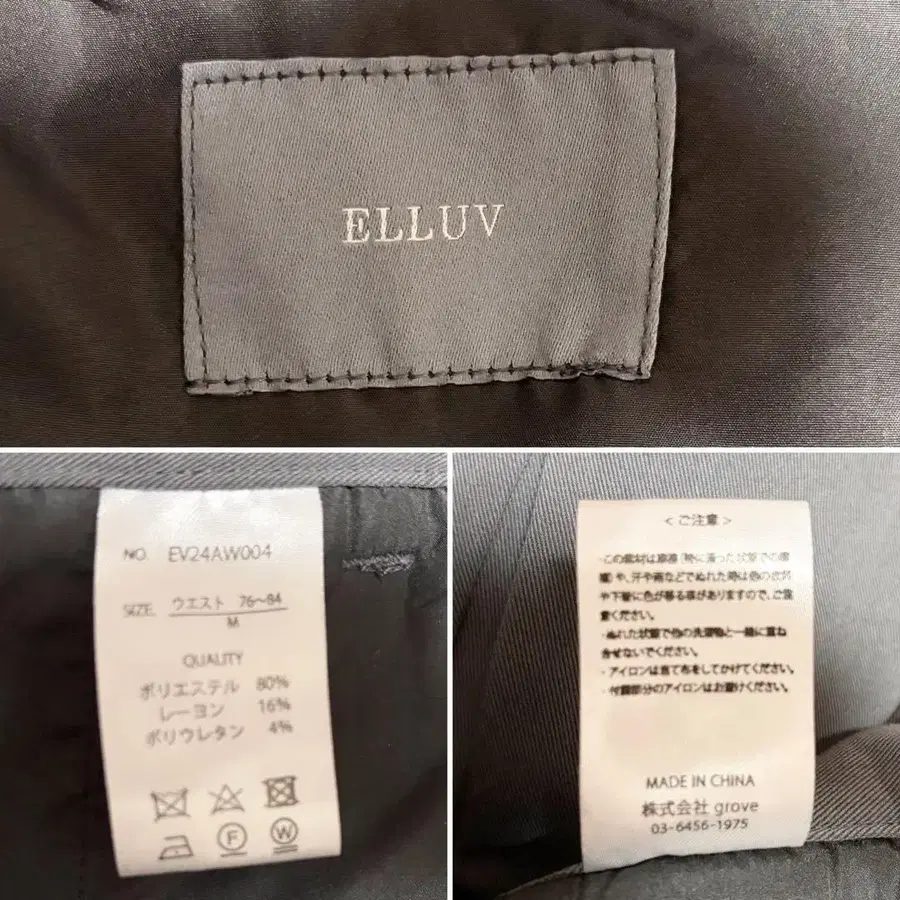 ELLUV
NO. EV24AW004
SIZE ウエスト 76〜84
M
QUALITY
ポリエステル 80%
レーヨン 16%
ポリウレタン 4%
F W
<ご注意>
・この素材は摩擦(特に湿った状態での摩
擦)や、汗や雨などでぬれた時は他の衣料
や下着に色が移る事がありますので、ご注
意ください。
・ぬれた状態で他の洗濯物と一緒に重ね
合せないでください。
・アイロンは当て布をしてかけてください。
・付属部分のアイロンはお避けください。
MADE IN CHINA
株式会社 grove
03-6456-1975